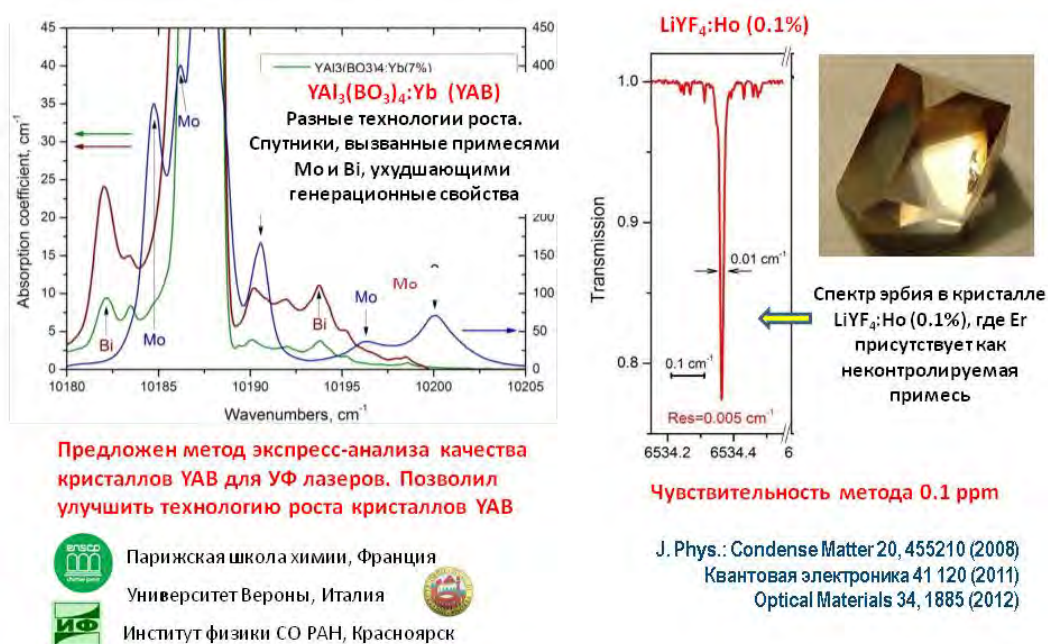 45
40
35
30
25
20
15
10
5
0
Absorption coefficient, cm⁻¹
450
400
200
150
100
50
0
YAl3(BO3)4:Yb(7%)
YAl₃(BO₃)₄:Yb (YAB)
Разные технологии роста.
Спутники, вызванные примесями
Mo и Bi, ухудшающими
генерационные свойства
Mo
Bi
Mo
Bi
Mo
Mo
10180 10185 10190 10195 10200 10205
Wavenumbers, cm⁻¹
Предложен метод экспресс-анализа качества
кристаллов YAB для УФ лазеров. Позволил
улучшить технологию роста кристаллов YAB
ENSCP
chimie paris
Парижская школа химии, Франция
Университет Вероны, Италия
ИФ
Институт физики СО РАН, Красноярск
LiYF₄:Ho (0.1%)
1.0
0.9
0.8
Transmission
0.01 cm⁻¹
0.1 cm⁻¹
Res=0.005 cm⁻¹
6534.2 6534.4 6
Спектр эрбия в кристалле
LiYF₄:Ho (0.1%), где Er
присутствует как
неконтролируемая
примесь
Чувствительность метода 0.1 ppm
J. Phys.: Condense Matter 20, 455210 (2008)
Квантовая электроника 41 120 (2011)
Optical Materials 34, 1885 (2012)